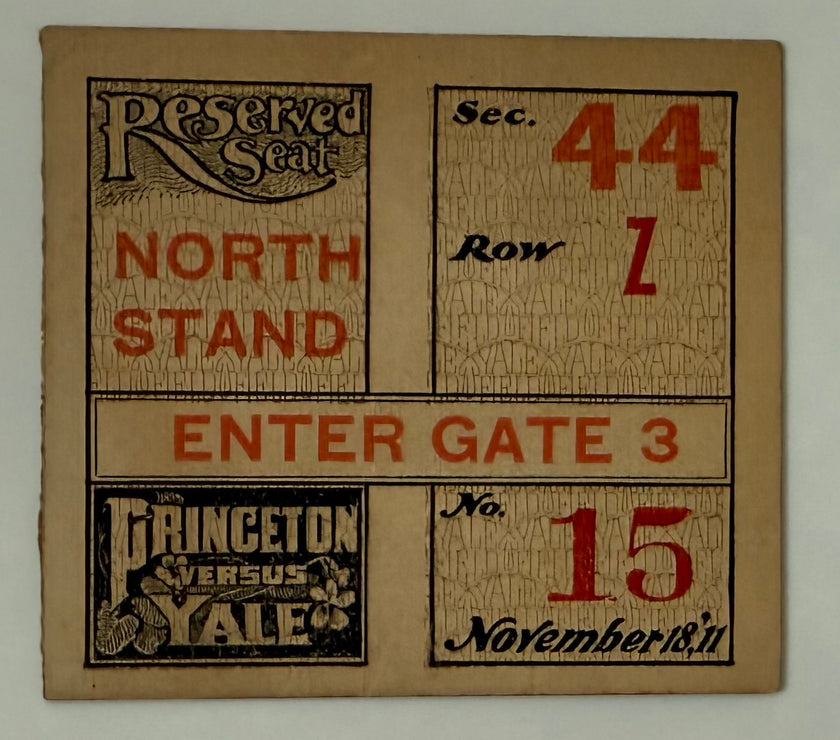 Reserved
Seat
NORTH
STAND
Sec. 44
Row Z
ENTER GATE 3
PRINCETON
VERSUS
YALE
No. 15
November 18,'11